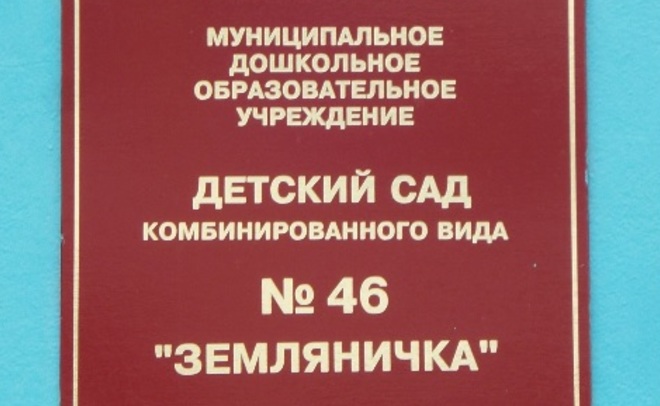 МУНИЦИПАЛЬНОЕ
ДОШКОЛЬНОЕ
ОБРАЗОВАТЕЛЬНОЕ
УЧРЕЖДЕНИЕ
ДЕТСКИЙ САД
КОМБИНИРОВАННОГО ВИДА
№ 46
"ЗЕМЛЯНИЧКА"